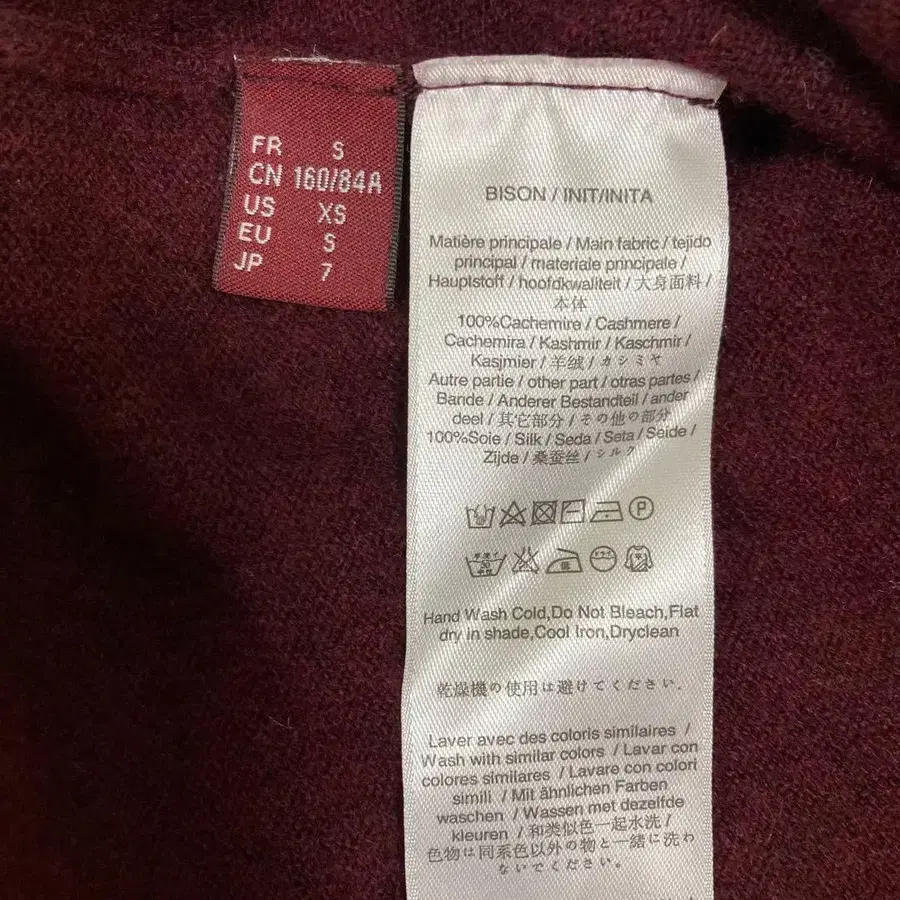 FR S
CN 160/84A
US XS
EU S
JP 7
BISON / INIT/INITA
Matière principale / Main fabric / tejido
principal / materiale principale /
Hauptstoff / hoofdkwaliteit / 大身面料 /
本体
100%Cachemire / Cashmere /
Cachemira / Kashmir / Kaschmir /
Kasjmier / 羊绒 / カシミヤ
Autre partie / other part / otras partes /
Bande / Anderer Bestandteil / ander
deel / 其它部分 / その他の部分
100%Soie / Silk / Seda / Seta / Seide /
Zijde / 桑蚕丝 / シルク
P
30
Hand Wash Cold,Do Not Bleach,Flat
dry in shade,Cool Iron,Dryclean
乾燥機の使用は避けてください.
Laver avec des coloris similaires /
Wash with similar colors / Lavar con
colores similares / Lavare con colori
simili / Mit ähnlichen Farben
waschen / Wassen met dezelfde
kleuren / 和类似色一起水洗 /
色物は同系色以外の物と一緒に洗わ
ないでください.